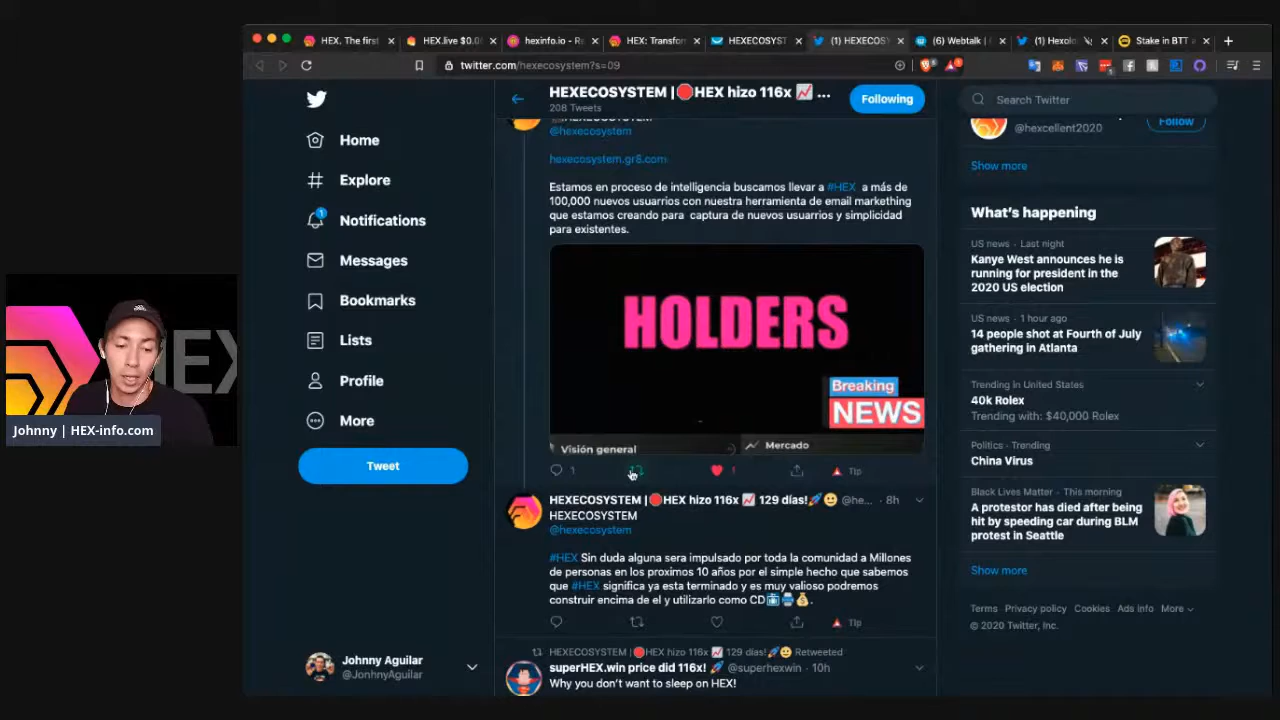 HEX, The first
HEX.live $0.0
hexinfo.io - Re
HEX: Transfor
HEXECOSYST
(1) HEXECOS
(6) Webtalk |
(1) Hexolo
Stake in BTT
twitter.com/hexecosystem?s=09
HEXECOSYSTEM |🔴HEX hizo 116x 📈 ...
208 Tweets
Following
Search Twitter
Home
Explore
Notifications
Messages
Bookmarks
Lists
Profile
More
Tweet
Johnny Aguilar
@JonhnyAguilar
@hexecosystem
hexecosystem.gr8.com
Estamos en proceso de intelligencia buscamos llevar a #HEX a más de
100,000 nuevos usuarrios con nuestra herramienta de email markething
que estamos creando para captura de nuevos usuarrios y simplicidad
para existentes.
HOLDERS
Breaking
NEWS
Visión general
Mercado
1
1
Tip
HEXECOSYSTEM |🔴HEX hizo 116x 📈 129 días!🚀🙂 @he... · 8h
HEXECOSYSTEM
@hexecosystem
#HEX Sin duda alguna sera impulsado por toda la comunidad a Millones
de personas en los proximos 10 años por el simple hecho que sabemos
que #HEX significa ya esta terminado y es muy valioso podremos
construir encima de el y utilizarlo como CD🏦🖨💰.
Tip
HEXECOSYSTEM |🔴HEX hizo 116x 📈 129 días!🚀🙂 Retweeted
superHEX.win price did 116x! 🚀 @superhexwin · 10h
Why you don't want to sleep on HEX!
@hexcellent2020
Follow
Show more
What's happening
US news · Last night
Kanye West announces he is
running for president in the
2020 US election
US news · 1 hour ago
14 people shot at Fourth of July
gathering in Atlanta
Trending in United States
40k Rolex
Trending with: $40,000 Rolex
Politics · Trending
China Virus
Black Lives Matter · This morning
A protestor has died after being
hit by speeding car during BLM
protest in Seattle
Show more
Terms Privacy policy Cookies Ads info More
© 2020 Twitter, Inc.
HEX
Johnny | HEX-info.com